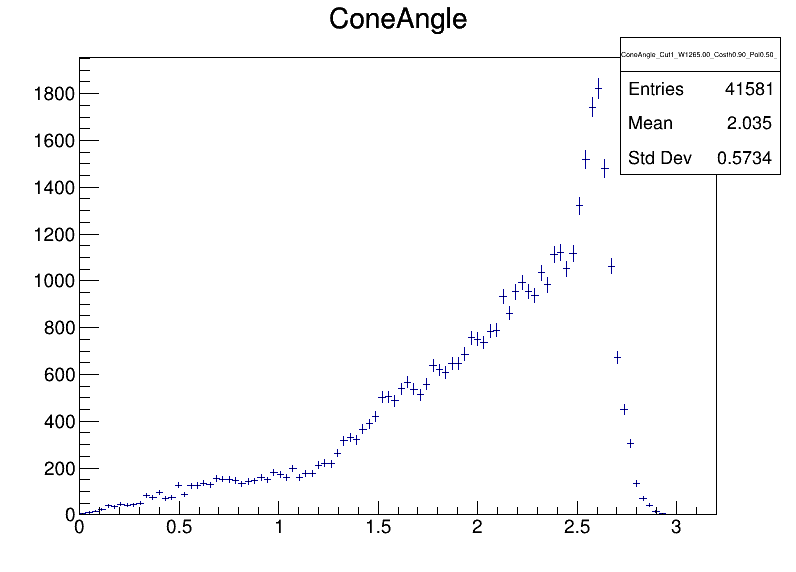 ConeAngle
ConeAngle_Cut1_W1265.00_Costh0.90_Pol0.50_
Entries 41581
Mean 2.035
Std Dev 0.5734
1800
1600
1400
1200
1000
800
600
400
200
0
0 0.5 1 1.5 2 2.5 3